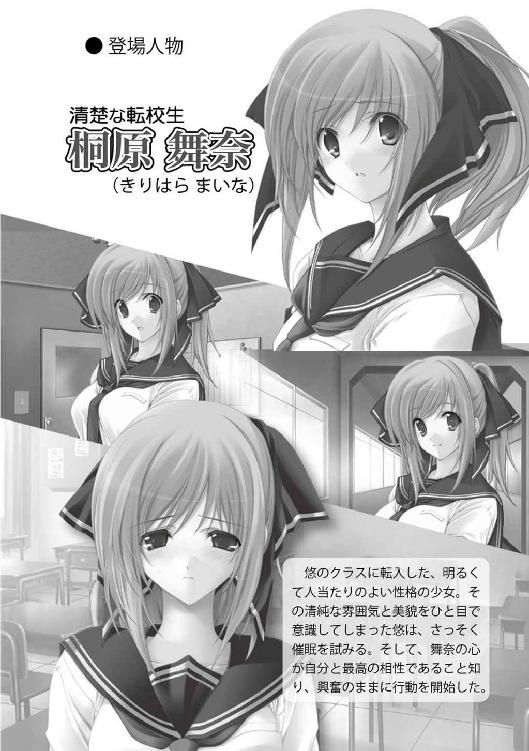 ● 登場人物
清楚な転校生
桐原 舞奈
（きりはら まいな）
悠のクラスに転入した、明るく
て人当たりのよい性格の少女。そ
の清純な雰囲気と美貌をひと目で
意識してしまった悠は、さっそく
催眠を試みる。そして、舞奈の心
が自分と最高の相性であること知
り、興奮のままに行動を開始した。